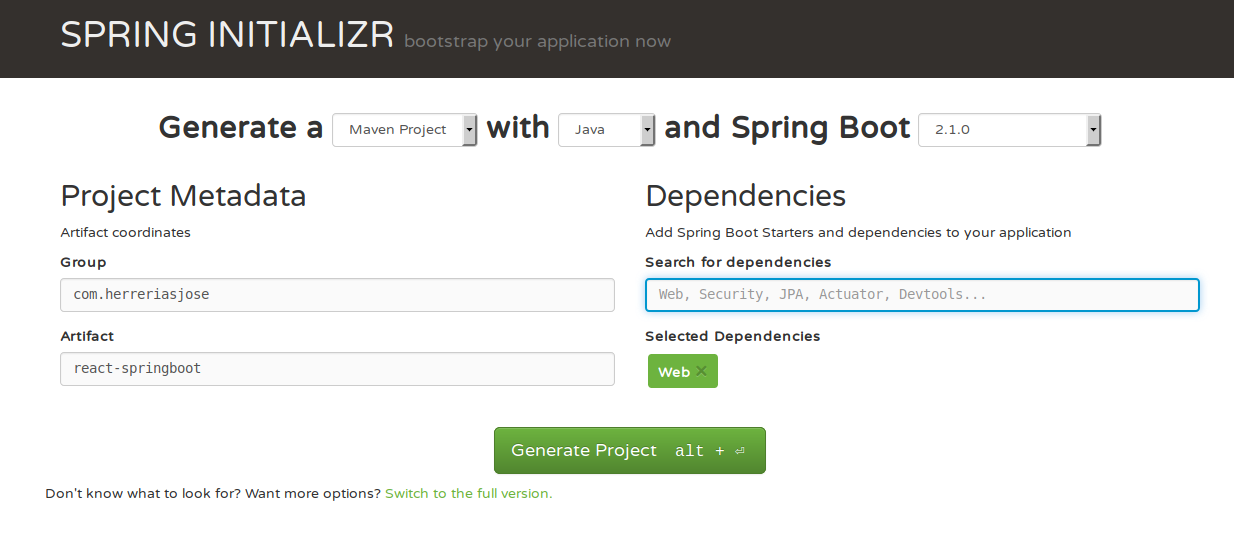 SPRING INITIALIZR bootstrap your application now
Generate a Maven Project with Java and Spring Boot 2.1.0
Project Metadata
Artifact coordinates
Group
com.herreriasjose
Artifact
react-springboot
Dependencies
Add Spring Boot Starters and dependencies to your application
Search for dependencies
Web, Security, JPA, Actuator, Devtools...
Selected Dependencies
Web ×
Generate Project alt + ⏎
Don't know what to look for? Want more options? Switch to the full version.